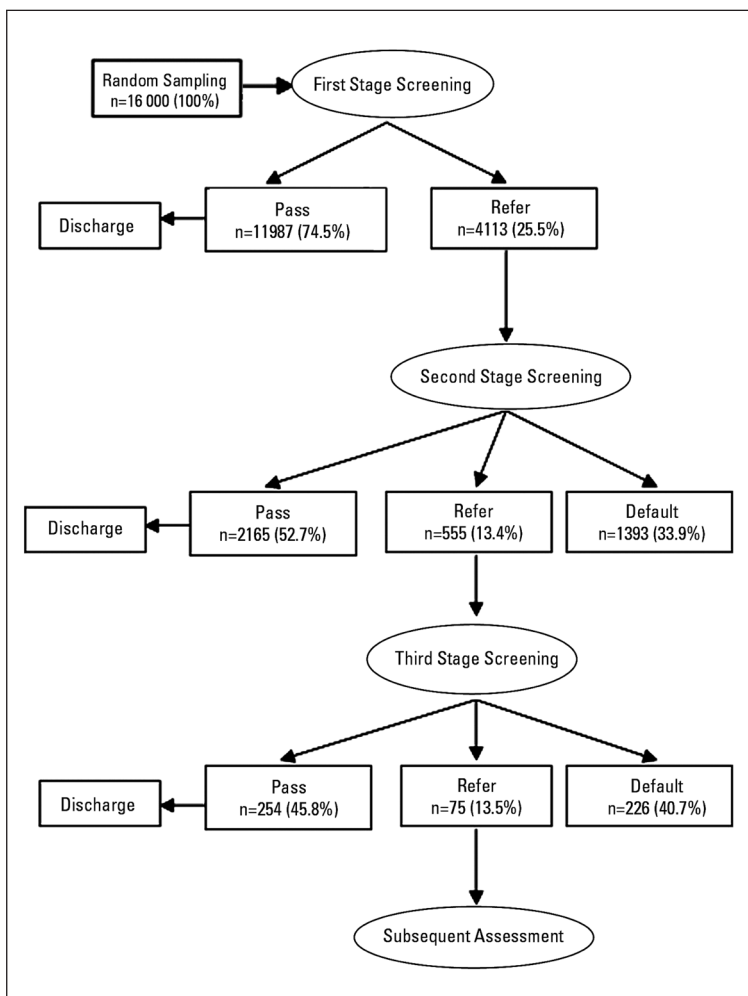 Random Sampling
n=16 000 (100%)
First Stage Screening
Discharge
Pass
n=11987 (74.5%)
Refer
n=4113 (25.5%)
Second Stage Screening
Discharge
Pass
n=2165 (52.7%)
Refer
n=555 (13.4%)
Default
n=1393 (33.9%)
Third Stage Screening
Discharge
Pass
n=254 (45.8%)
Refer
n=75 (13.5%)
Default
n=226 (40.7%)
Subsequent Assessment